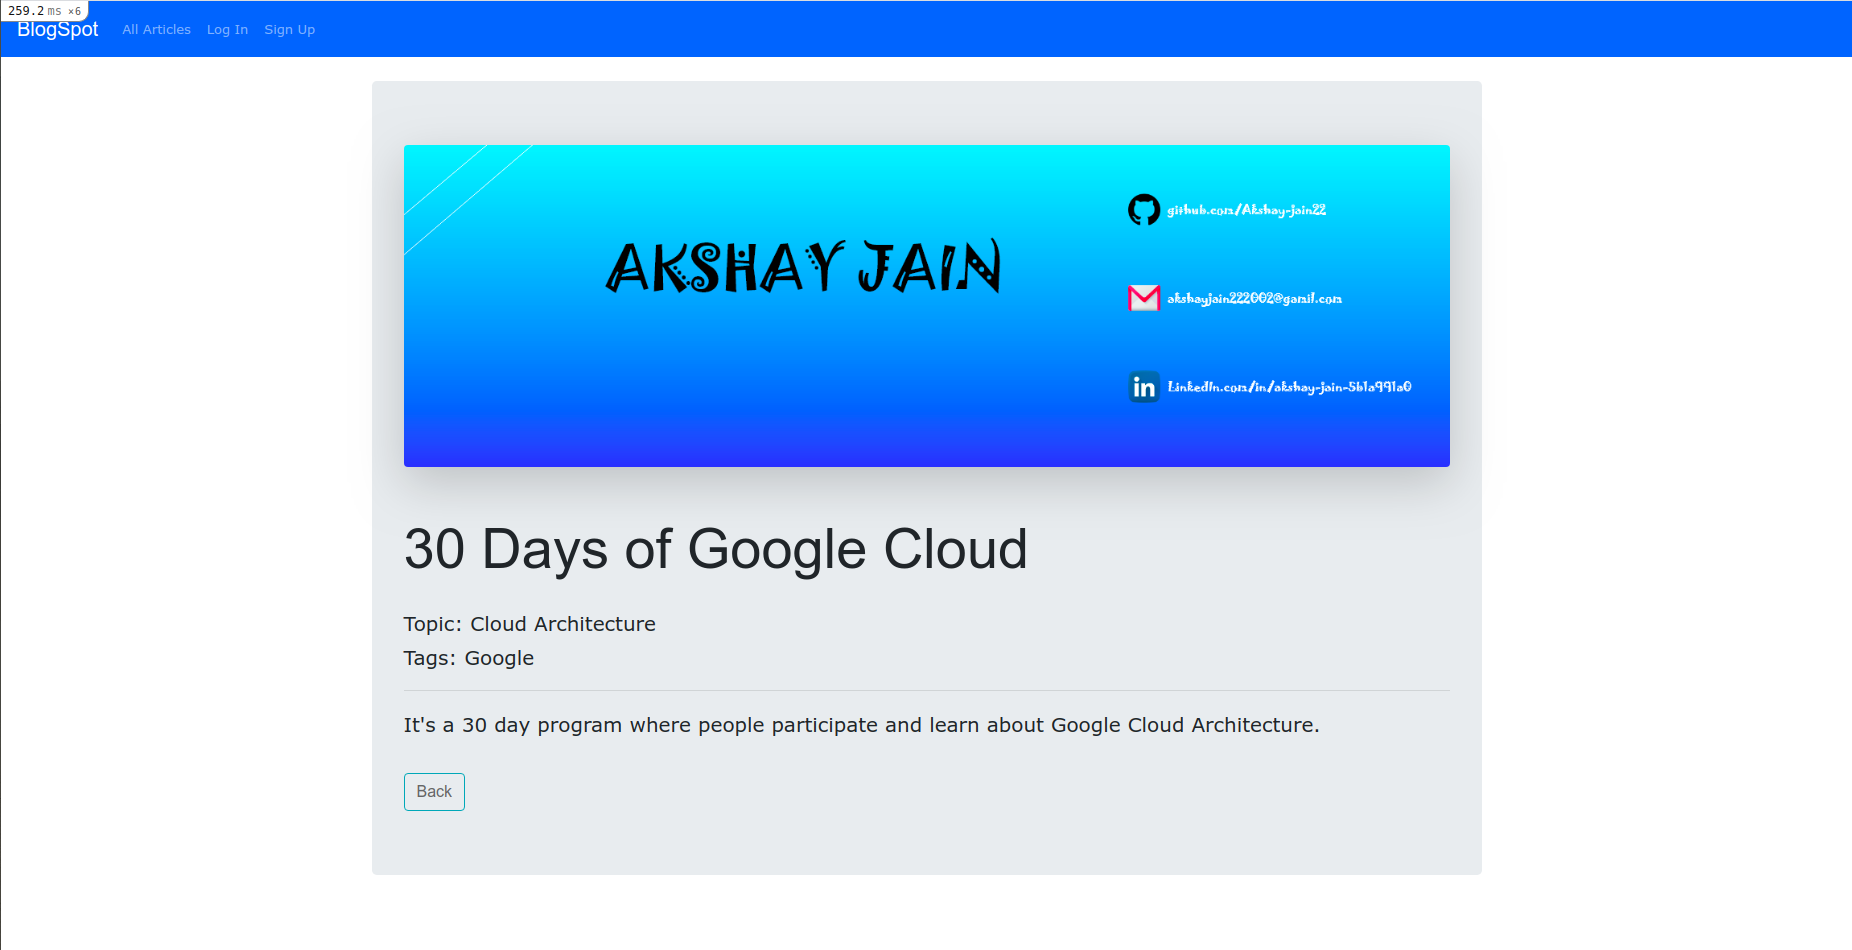 259.2 ms ×6
BlogSpot All Articles Log In Sign Up
AKSHAY JAIN
github.com/Akshay-jain22
akshayjain222002@gamil.com
LinkedIn.com/in/akshay-jain-5b1a991a0
30 Days of Google Cloud
Topic: Cloud Architecture
Tags: Google
It's a 30 day program where people participate and learn about Google Cloud Architecture.
Back